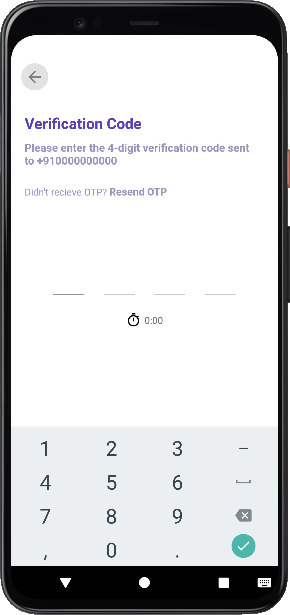 Verification Code
Please enter the 4-digit verification code sent
to +910000000000
Didn't recieve OTP? Resend OTP
0:00
1 2 3 –
4 5 6
7 8 9
, 0 .